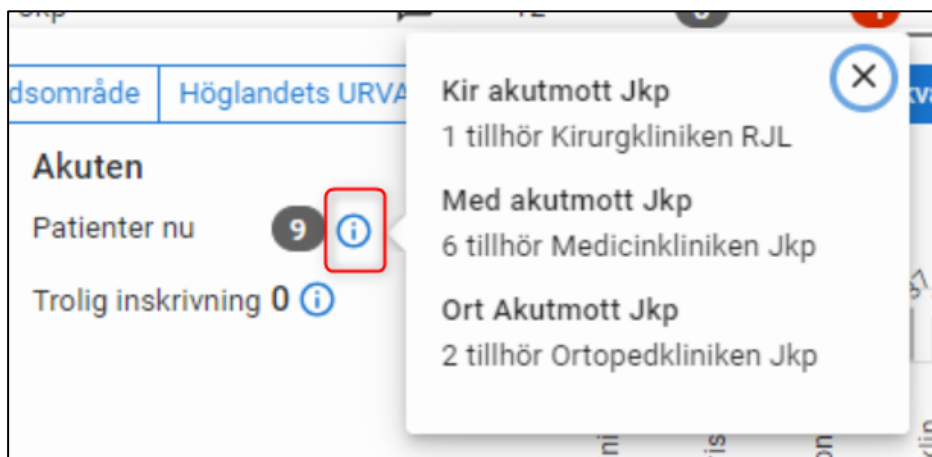 dsområde
Höglandets URVA
Akuten
Patienter nu 9
Trolig inskrivning 0
Kir akutmott Jkp
1 tillhör Kirurgkliniken RJL
Med akutmott Jkp
6 tillhör Medicinkliniken Jkp
Ort Akutmott Jkp
2 tillhör Ortopedkliniken Jkp